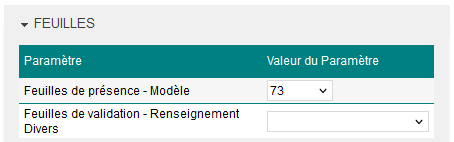 FEUILLES
Paramètre Valeur du Paramètre
Feuilles de présence - Modèle 73
Feuilles de validation - Renseignement
Divers